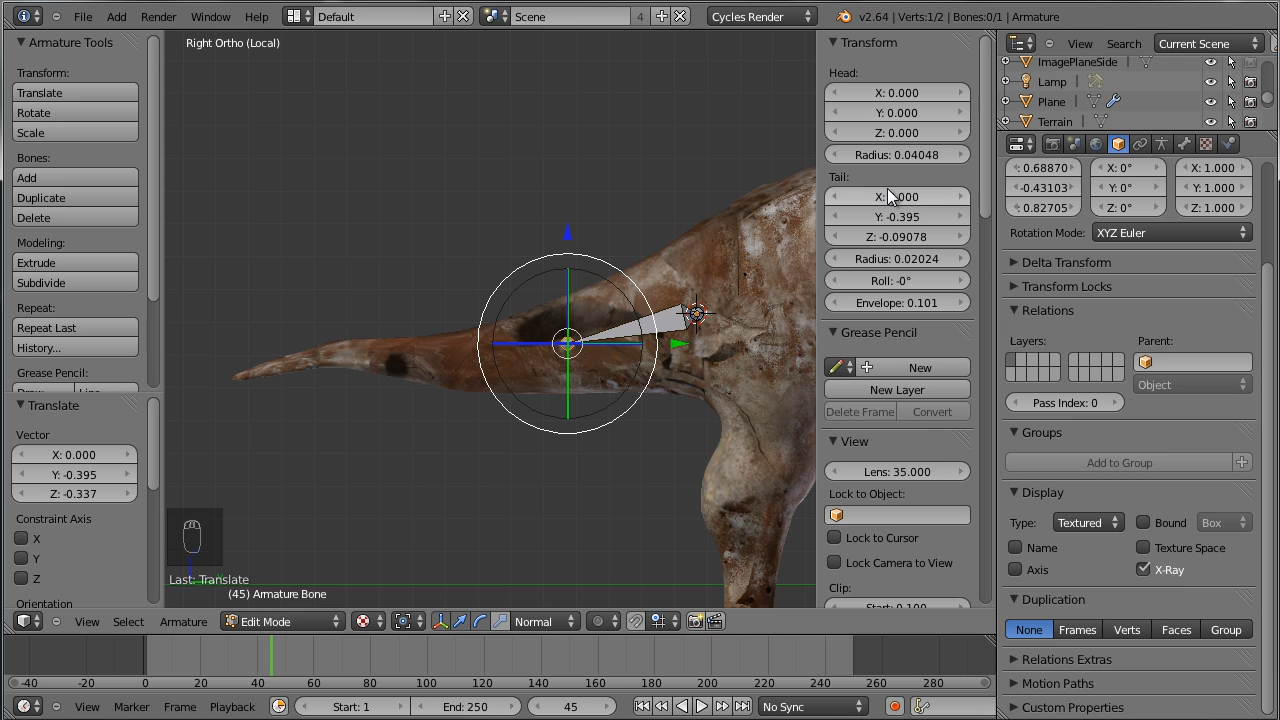 File Add Render Window Help Default Scene 4 Cycles Render v2.64 | Verts:1/2 | Bones:0/1 | Armature
Armature Tools
Transform:
Translate
Rotate
Scale
Bones:
Add
Duplicate
Delete
Modeling:
Extrude
Subdivide
Repeat:
Repeat Last
History...
Grease Pencil:
Translate
Vector
X: 0.000
Y: -0.395
Z: -0.337
Constraint Axis
X
Y
Z
Orientation
Right Ortho (Local)
Last: Translate
(45) Armature Bone
Transform
Head:
X: 0.000
Y: 0.000
Z: 0.000
Radius: 0.04048
Tail:
X: .000
Y: -0.395
Z: -0.09078
Radius: 0.02024
Roll: -0°
Envelope: 0.101
Grease Pencil
New
New Layer
Delete Frame Convert
View
Lens: 35.000
Lock to Object:
Lock to Cursor
Lock Camera to View
Clip:
Start: 0.100
View Search Current Scene
ImagePlaneSide
Lamp
Plane
Terrain
: 0.68870 X: 0° X: 1.000
-0.43103 Y: 0° Y: 1.000
: 0.82705 Z: 0° Z: 1.000
Rotation Mode: XYZ Euler
Delta Transform
Transform Locks
Relations
Layers: Parent:
Object
Pass Index: 0
Groups
Add to Group
Display
Type: Textured Bound Box
Name Texture Space
Axis X-Ray
Duplication
None Frames Verts Faces Group
Relations Extras
Motion Paths
Custom Properties
View Select Armature Edit Mode Normal
-40 -20 0 20 40 60 80 100 120 140 160 180 200 220 240 260 280
View Marker Frame Playback Start: 1 End: 250 45 No Sync